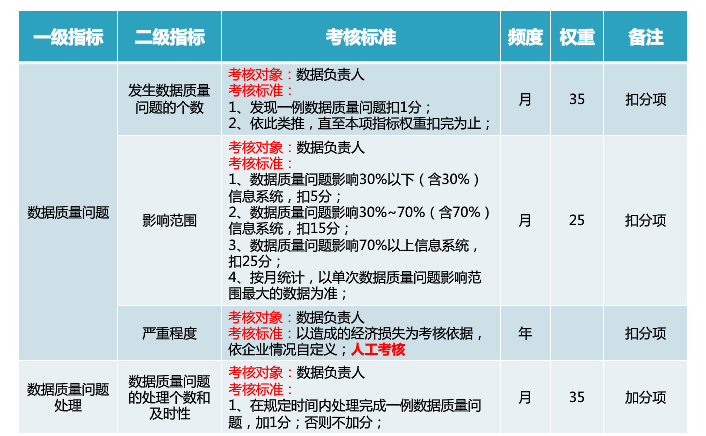 一级指标 二级指标 考核标准 频度 权重 备注
数据质量问题
发生数据质量
问题的个数
考核对象：数据负责人
考核标准：
1、发现一例数据质量问题扣1分；
2、依此类推，直至本项指标权重扣完为止；
月 35 扣分项
影响范围
考核对象：数据负责人
考核标准：
1、数据质量问题影响30%以下（含30%）
信息系统，扣5分；
2、数据质量问题影响30%~70%（含70%）
信息系统，扣15分；
3、数据质量问题影响70%以上信息系统，
扣25分；
4、按月统计，以单次数据质量问题影响范
围最大的数据为准；
月 25 扣分项
严重程度
考核对象：数据负责人
考核标准：以造成的经济损失为考核依据，
依企业情况自定义；人工考核
年 扣分项
数据质量问题
处理
数据质量问题
的处理个数和
及时性
考核对象：数据负责人
考核标准：
1、在规定时间内处理完成一例数据质量问
题，加1分；否则不加分；
月 35 加分项